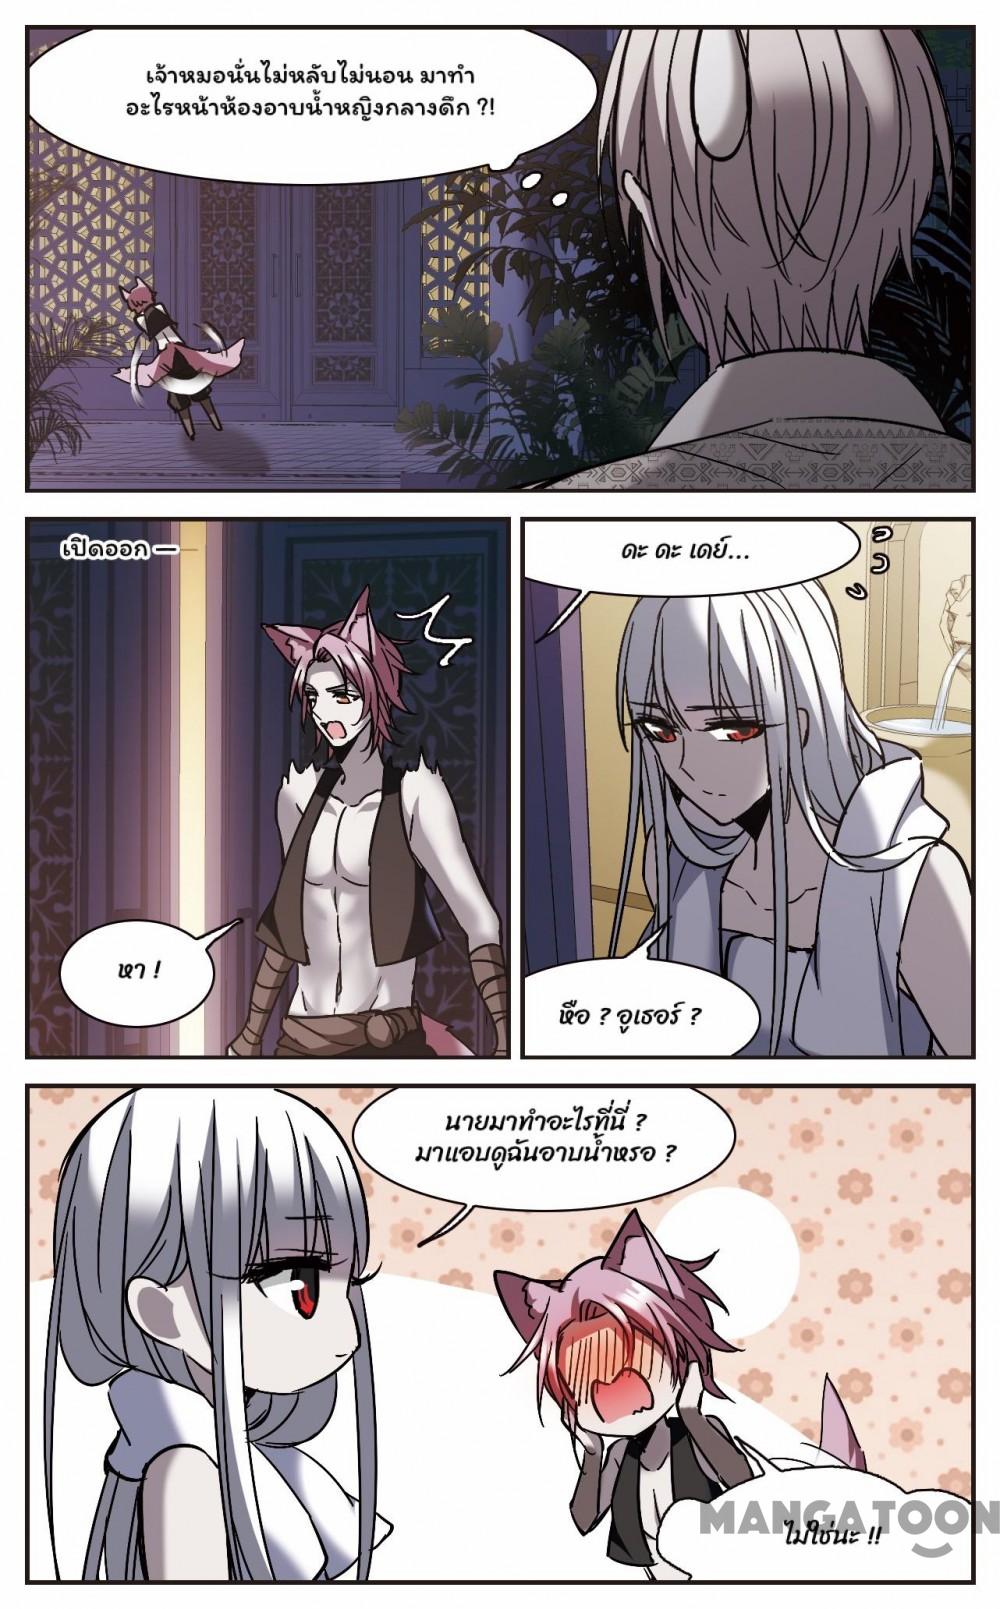 เจ้าหมอนั่นไม่หลับไม่นอน มาทำ
อะไรหน้าห้องอาบน้ำหญิงกลางดึก ?!
เปิดออก —
หา !
ดะ ดะ เดย์...
หือ ? อูเธอร์ ?
นายมาทำอะไรที่นี่ ?
มาแอบดูฉันอาบน้ำหรอ ?
ไม่ใช่นะ !!
MANGATOON